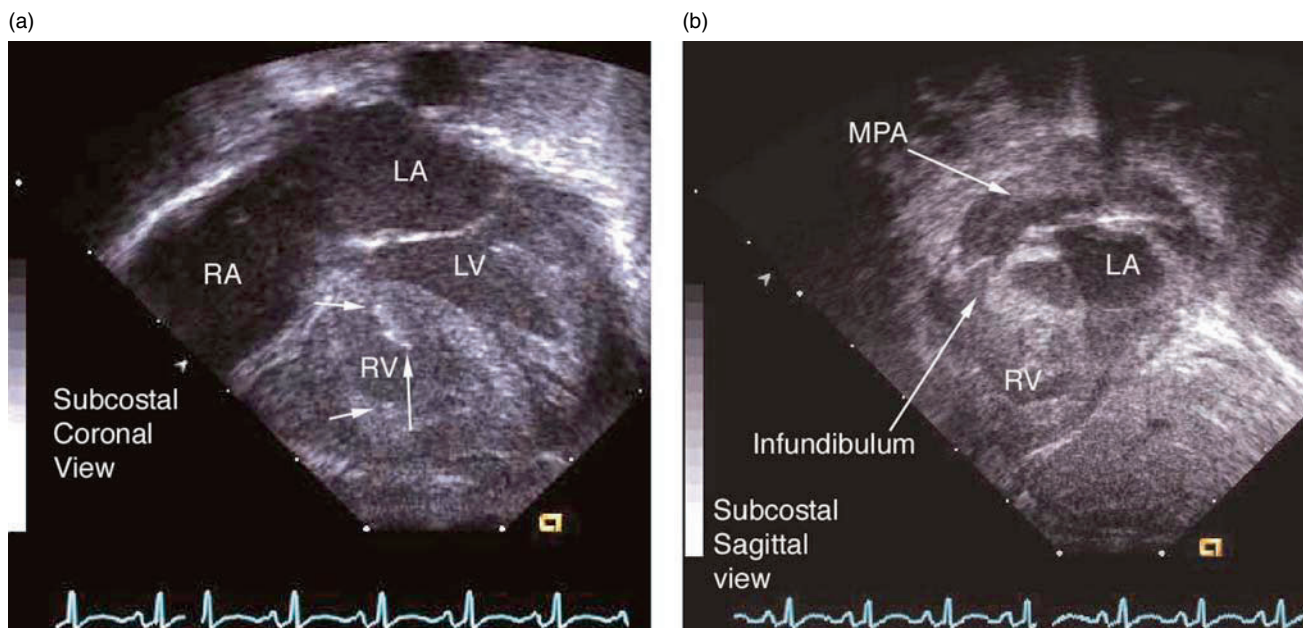 (a)
LA
RA
LV
RV
Subcostal
Coronal
View
(b)
MPA
LA
RV
Infundibulum
Subcostal
Sagittal
view